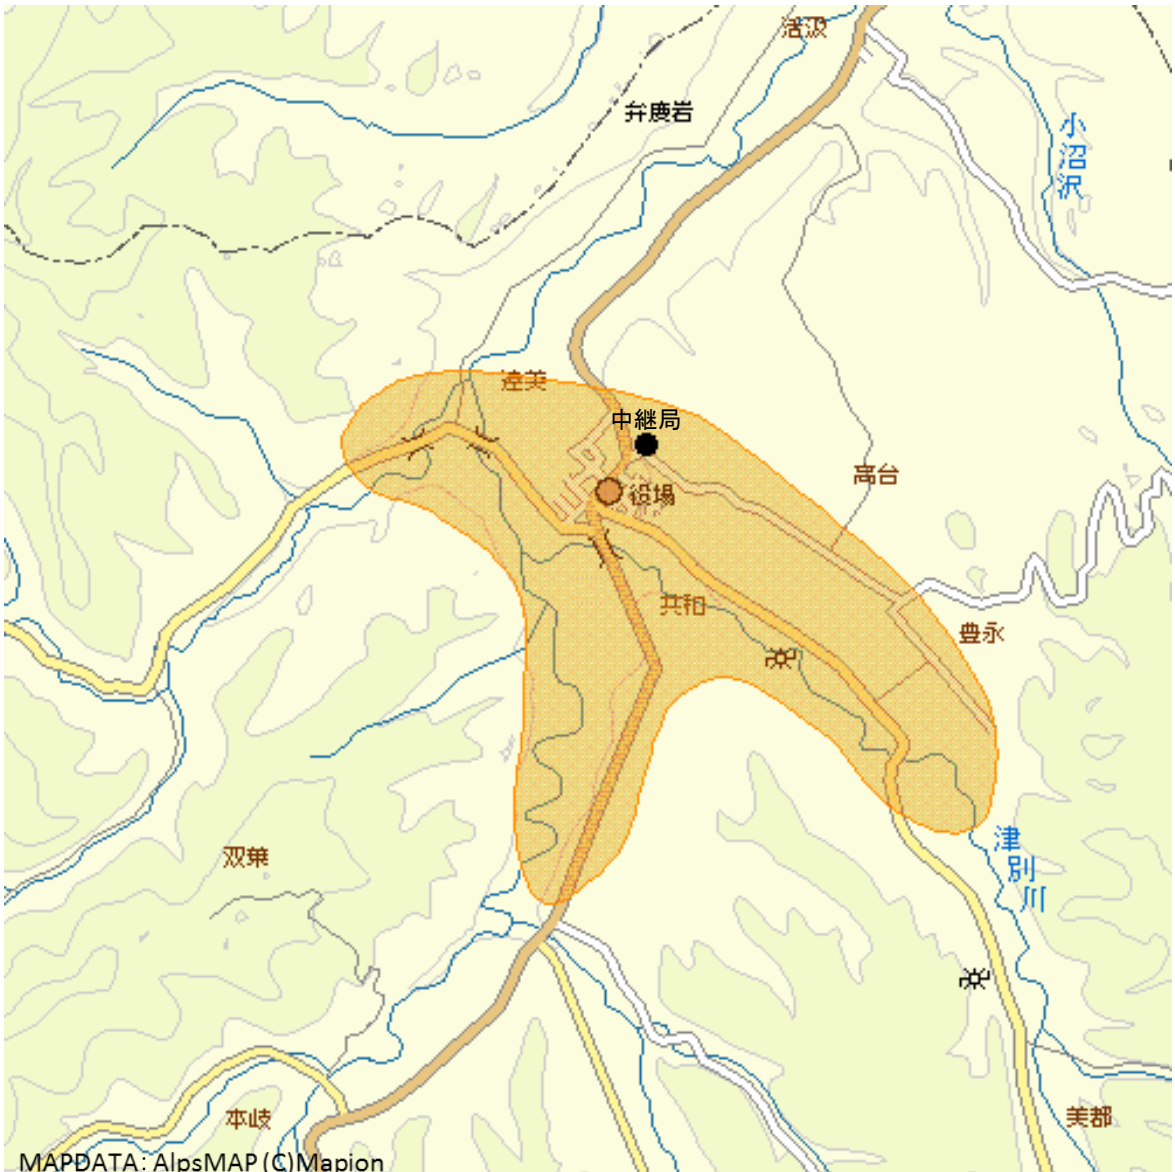 活汲
弁慶岩
小沼沢
達美
中継局
高台
役場
共和
豊永
津別川
双葉
本岐
美都
MAPDATA: AlpsMAP (C)Mapion